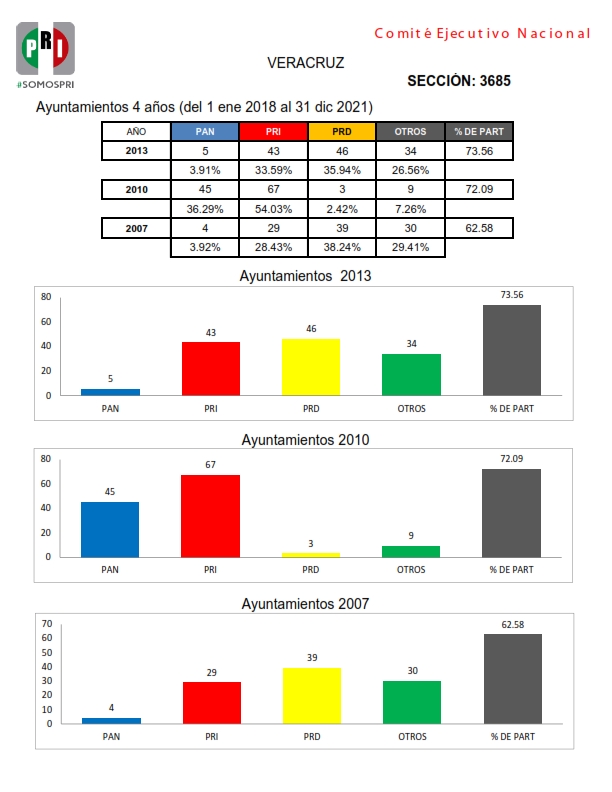 Comité Ejecutivo Nacional
PRI
#SOMOSPRI
VERACRUZ
SECCIÓN: 3685
Ayuntamientos 4 años (del 1 ene 2018 al 31 dic 2021)
AÑO PAN PRI PRD OTROS % DE PART
2013 5 43 46 34 73.56
3.91% 33.59% 35.94% 26.56%
2010 45 67 3 9 72.09
36.29% 54.03% 2.42% 7.26%
2007 4 29 39 30 62.58
3.92% 28.43% 38.24% 29.41%
Ayuntamientos 2013
80
60
40
20
0
5 43 46 34 73.56
PAN PRI PRD OTROS % DE PART
Ayuntamientos 2010
80
60
40
20
0
45 67 3 9 72.09
PAN PRI PRD OTROS % DE PART
Ayuntamientos 2007
70
60
50
40
30
20
10
0
4 29 39 30 62.58
PAN PRI PRD OTROS % DE PART